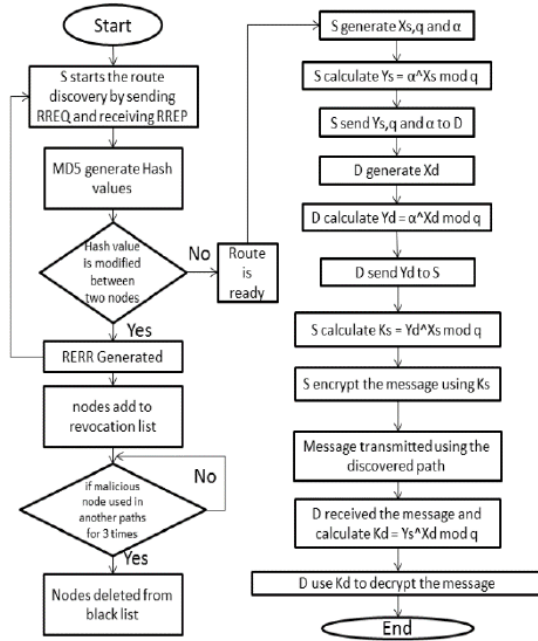 Start
S starts the route
discovery by sending
RREQ and receiving RREP
MD5 generate Hash
values
Hash value
is modified
between
two nodes
No
Route
is
ready
Yes
RERR Generated
nodes add to
revocation list
if malicious
node used in
another paths
for 3 times
No
Yes
Nodes deleted from
black list
S generate Xs,q and α
S calculate Ys = α^Xs mod q
S send Ys,q and α to D
D generate Xd
D calculate Yd = α^Xd mod q
D send Yd to S
S calculate Ks = Yd^Xs mod q
S encrypt the message using Ks
Message transmitted using the
discovered path
D received the message and
calculate Kd = Ys^Xd mod q
D use Kd to decrypt the message
End